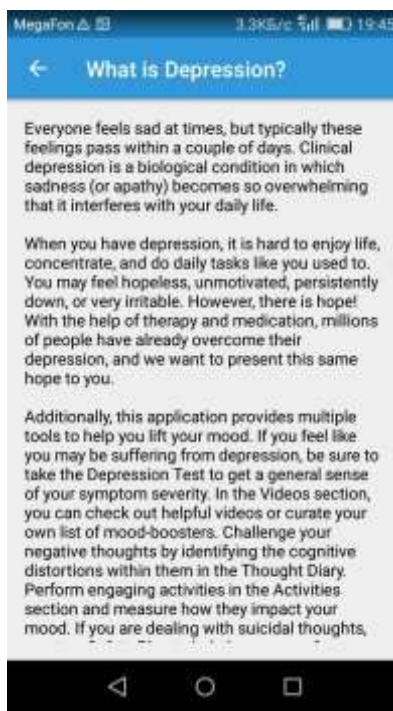 MegaFon
3.3КБ/с
19:45
What is Depression?
Everyone feels sad at times, but typically these
feelings pass within a couple of days. Clinical
depression is a biological condition in which
sadness (or apathy) becomes so overwhelming
that it interferes with your daily life.
When you have depression, it is hard to enjoy life,
concentrate, and do daily tasks like you used to.
You may feel hopeless, unmotivated, persistently
down, or very irritable. However, there is hope!
With the help of therapy and medication, millions
of people have already overcome their
depression, and we want to present this same
hope to you.
Additionally, this application provides multiple
tools to help you lift your mood. If you feel like
you may be suffering from depression, be sure to
take the Depression Test to get a general sense
of your symptom severity. In the Videos section,
you can check out helpful videos or curate your
own list of mood-boosters. Challenge your
negative thoughts by identifying the cognitive
distortions within them in the Thought Diary.
Perform engaging activities in the Activities
section and measure how they impact your
mood. If you are dealing with suicidal thoughts,